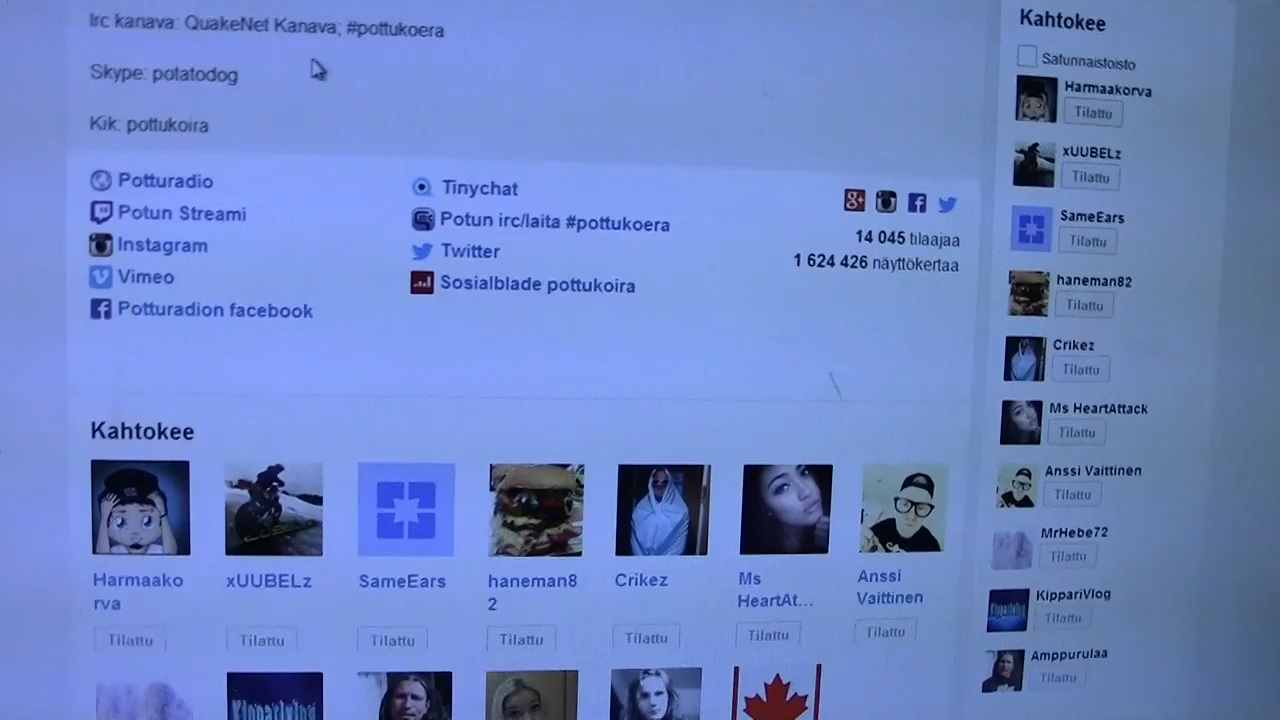 Irc kanava: QuakeNet Kanava; #pottukoera
Skype: potatodog
Kik: pottukoira
Potturadio
Potun Streami
Instagram
Vimeo
Potturadion facebook
Tinychat
Potun irc/laita #pottukoera
Twitter
Sosialblade pottukoira
14 045 tilaajaa
1 624 426 näyttökertaa
Kahtokee
Harmaako
rva
Tilattu
xUUBELz
Tilattu
SameEars
Tilattu
haneman8
2
Tilattu
Crikez
Tilattu
Ms
HeartAt...
Tilattu
Anssi
Vaittinen
Tilattu
KippariVlog
Kahtokee
Satunnaistoisto
Harmaakorva
Tilattu
xUUBELz
Tilattu
SameEars
Tilattu
haneman82
Tilattu
Crikez
Tilattu
Ms HeartAttack
Tilattu
Anssi Vaittinen
Tilattu
MrHebe72
Tilattu
KippariVlog
Tilattu
Amppurulaa
Tilattu